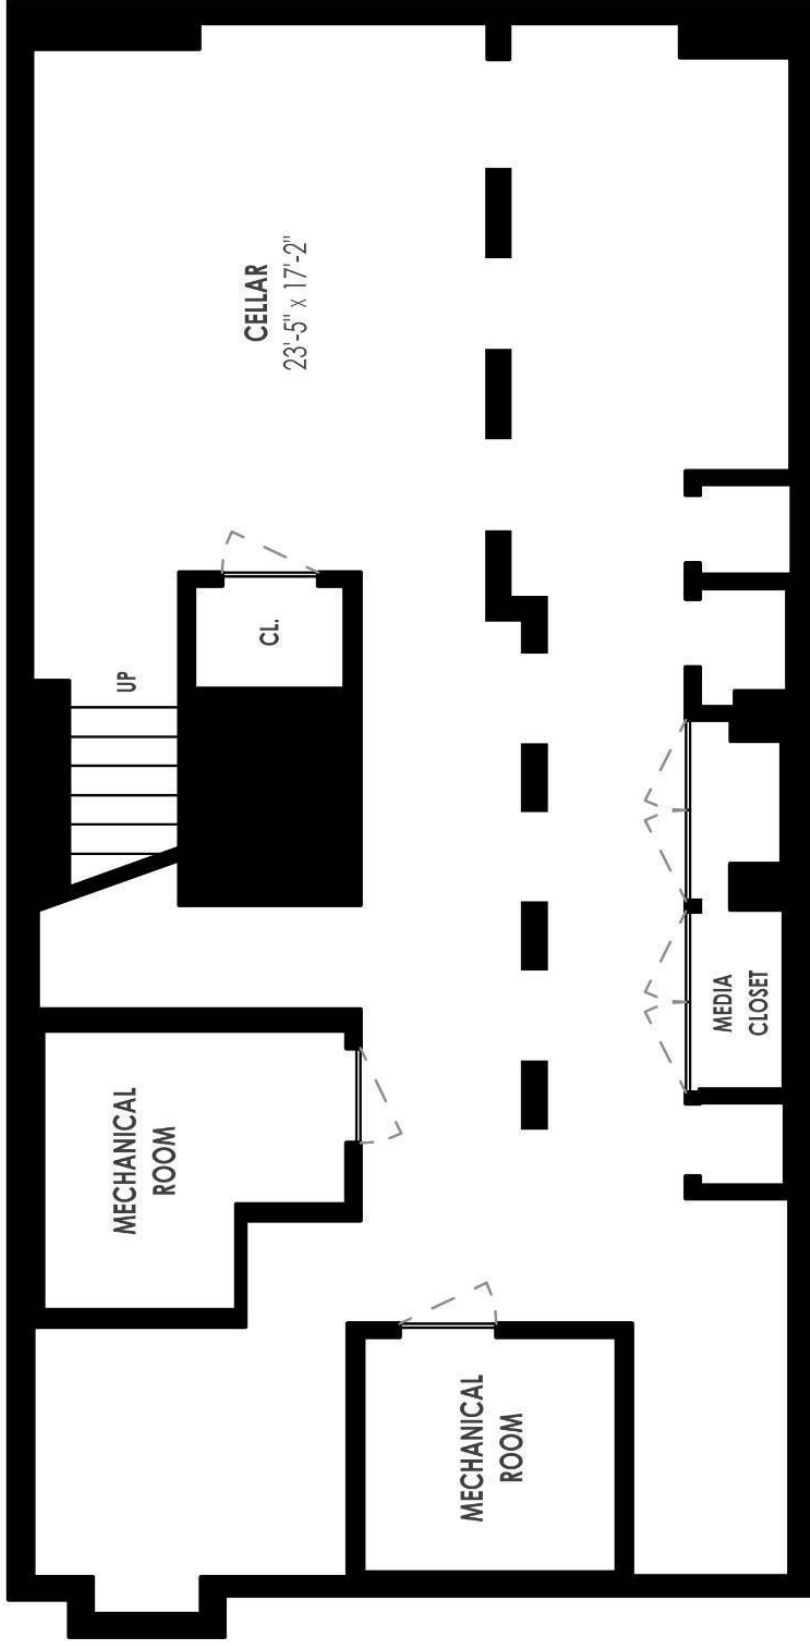 CELLAR
23'-5" x 17'-2"
CL.
UP
MECHANICAL
ROOM
MEDIA
CLOSET
MECHANICAL
ROOM